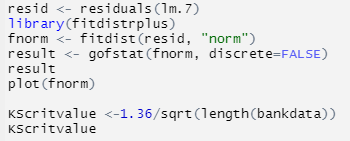 resid <- residuals(lm.7)
library(fitdistrplus)
fnorm <- fitdist(resid, "norm")
result <- gofstat(fnorm, discrete=FALSE)
result
plot(fnorm)
KScritvalue <-1.36/sqrt(length(bankdata))
KScritvalue